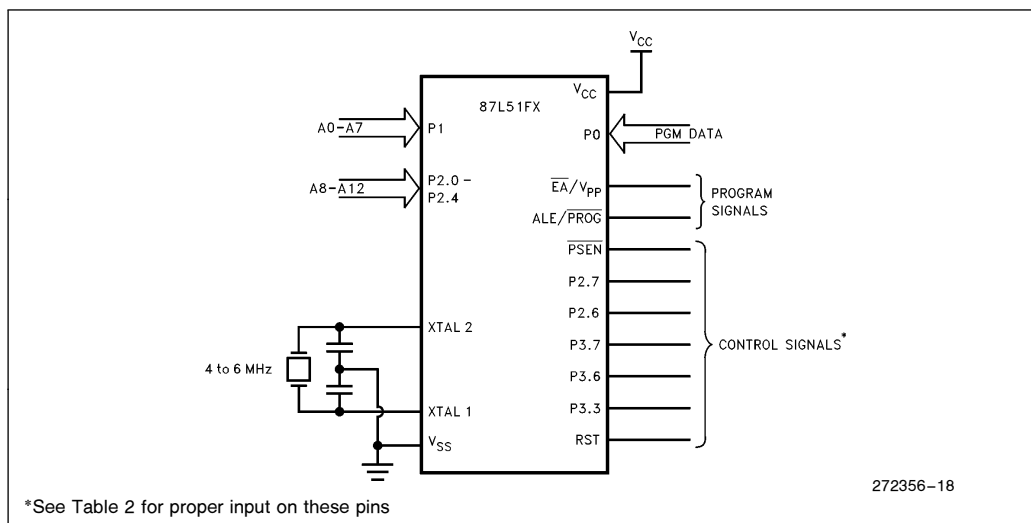 VCC
VCC
87L51FX
A0-A7
P1
P0
PGM DATA
A8-A12
P2.0-
P2.4
EA/VPP
ALE/PROG
PROGRAM
SIGNALS
PSEN
P2.7
P2.6
XTAL 2
P3.7
CONTROL SIGNALS*
4 to 6 MHz
P3.6
XTAL 1
P3.3
VSS
RST
272356-18
*See Table 2 for proper input on these pins